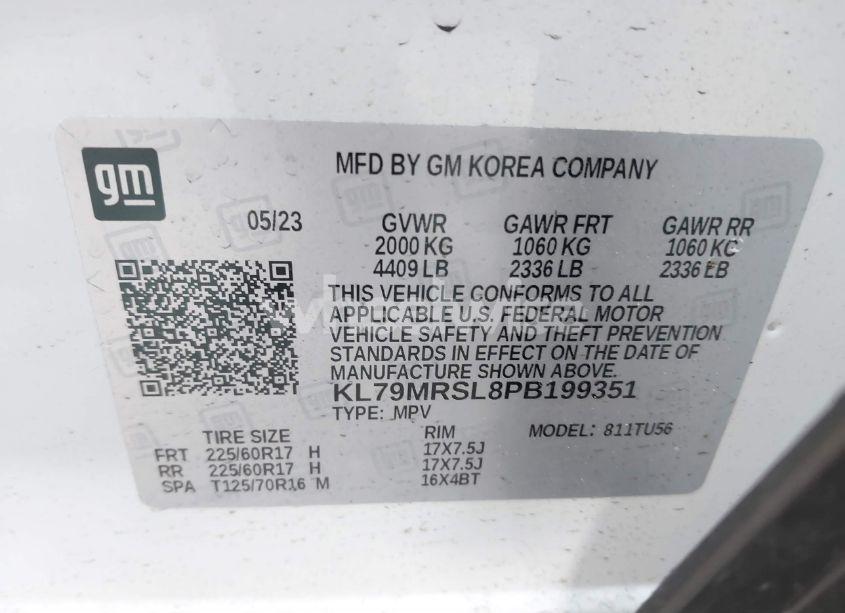 gm
MFD BY GM KOREA COMPANY
05/23 GVWR GAWR FRT GAWR RR
2000 KG 1060 KG 1060 KG
4409 LB 2336 LB 2336 LB
THIS VEHICLE CONFORMS TO ALL
APPLICABLE U.S. FEDERAL MOTOR
VEHICLE SAFETY AND THEFT PREVENTION
STANDARDS IN EFFECT ON THE DATE OF
MANUFACTURE SHOWN ABOVE.
KL79MRSL8PB199351
TYPE: MPV
TIRE SIZE RIM MODEL: 811TU56
FRT 225/60R17 H 17X7.5J
RR 225/60R17 H 17X7.5J
SPA T125/70R16 M 16X4BT